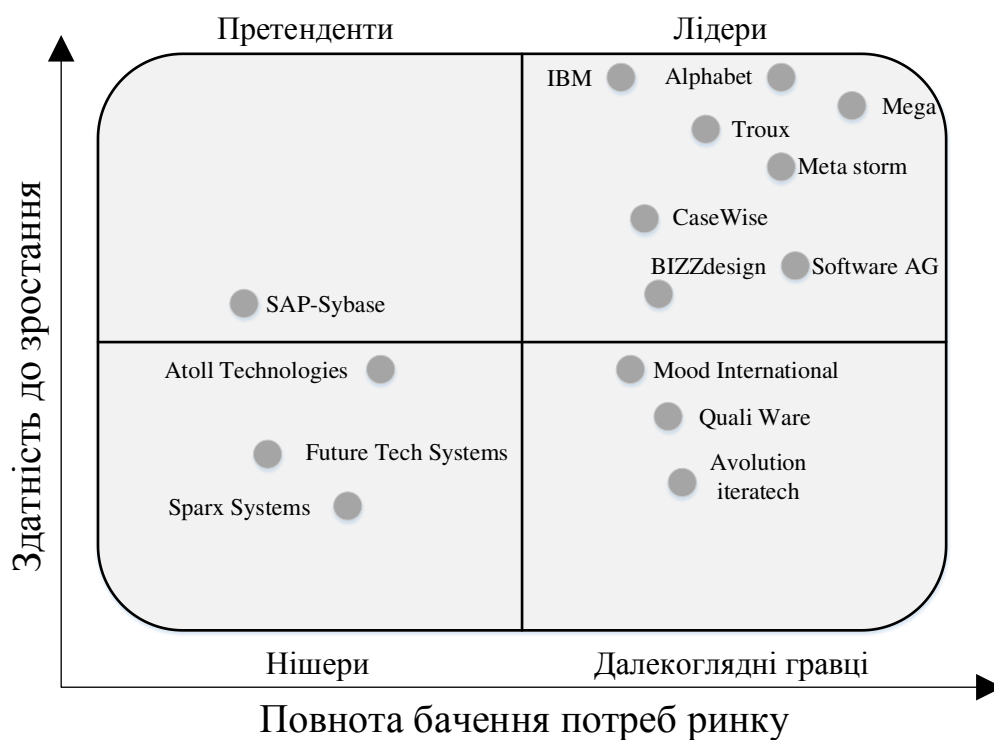 Претенденти
Лідери
IBM
Alphabet
Mega
Troux
Meta storm
CaseWise
BIZZdesign
Software AG
SAP-Sybase
Atoll Technologies
Mood International
Quali Ware
Future Tech Systems
Avolution
iteratech
Sparx Systems
Здатність до зростання
Нішери
Далекоглядні гравці
Повнота бачення потреб ринку